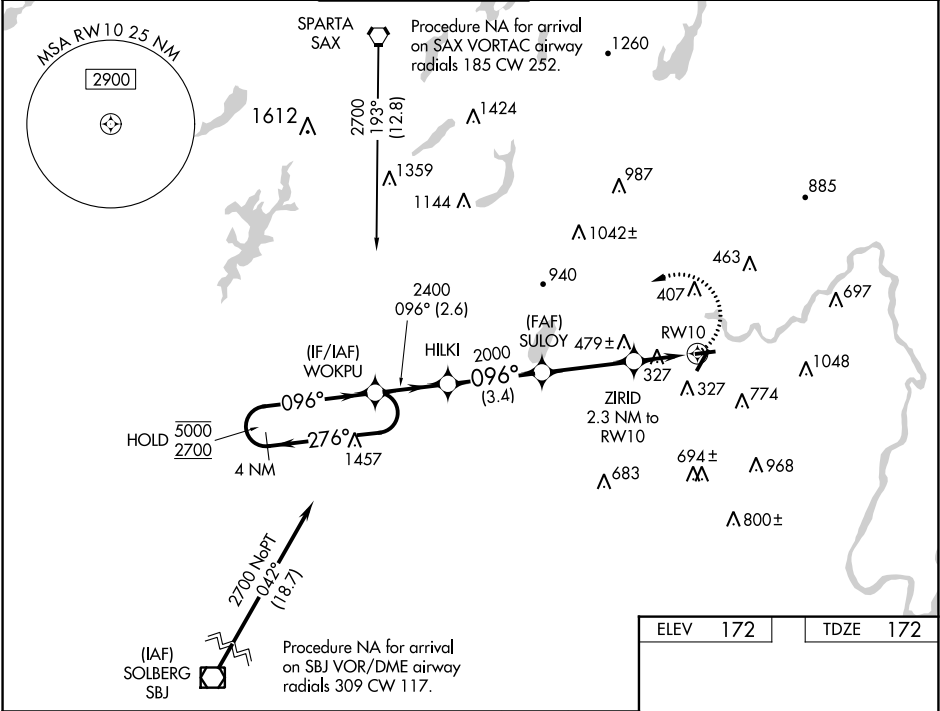 MSA RW10 25 NM
2900
SPARTA
SAX
Procedure NA for arrival
on SAX VORTAC airway
radials 185 CW 252.
1260
1612
2700
193°
(12.8)
1424
1359
1144
987
885
1042±
463
940
407
697
2400
096° (2.6)
(FAF)
SULOY
479±
RW10
(IF/IAF)
WOKPU
HILKI
2000
096°
(3.4)
327
1048
096°
ZIRID
2.3 NM to
RW10
327
774
HOLD 5000
2700
276°
4 NM
1457
683
694±
968
800±
2700 NoPT
042°
(18.7)
(IAF)
SOLBERG
SBJ
Procedure NA for arrival
on SBJ VOR/DME airway
radials 309 CW 117.
ELEV 172
TDZE 172